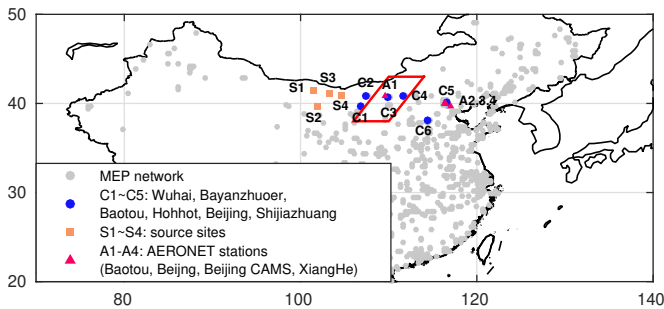 50
S3
S1
C2
A1
C5
40
S4
C4
A2,3,4
S2
C1
C3
C6
MEP network
C1~C5: Wuhai, Bayanzhuoer,
Baotou, Hohhot, Beijing, Shijiazhuang
30
S1~S4: source sites
A1-A4: AERONET stations
(Baotou, Beijng, Beijing CAMS, XiangHe)
20
80
100
120
140